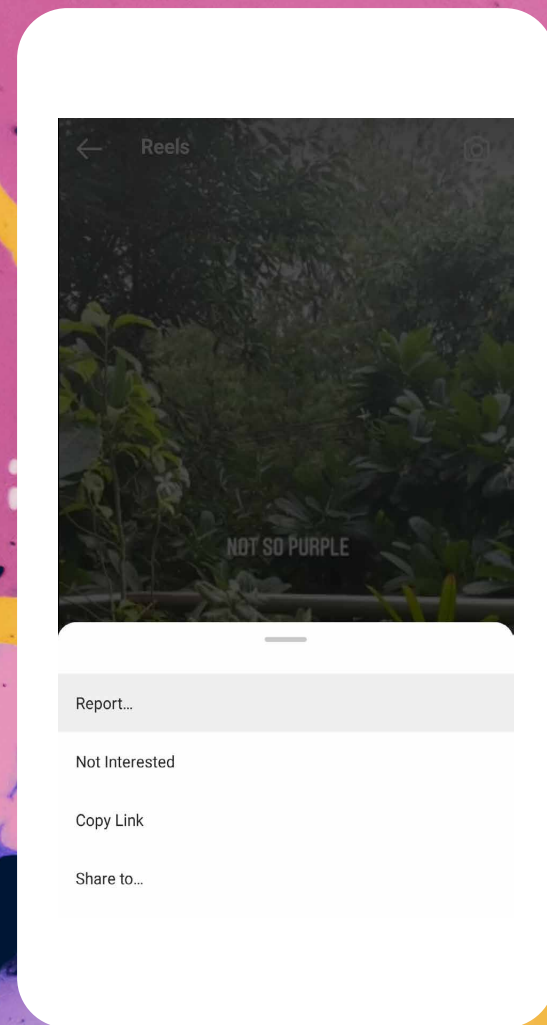 Reels
NOT SO PURPLE
Report...
Not Interested
Copy Link
Share to...